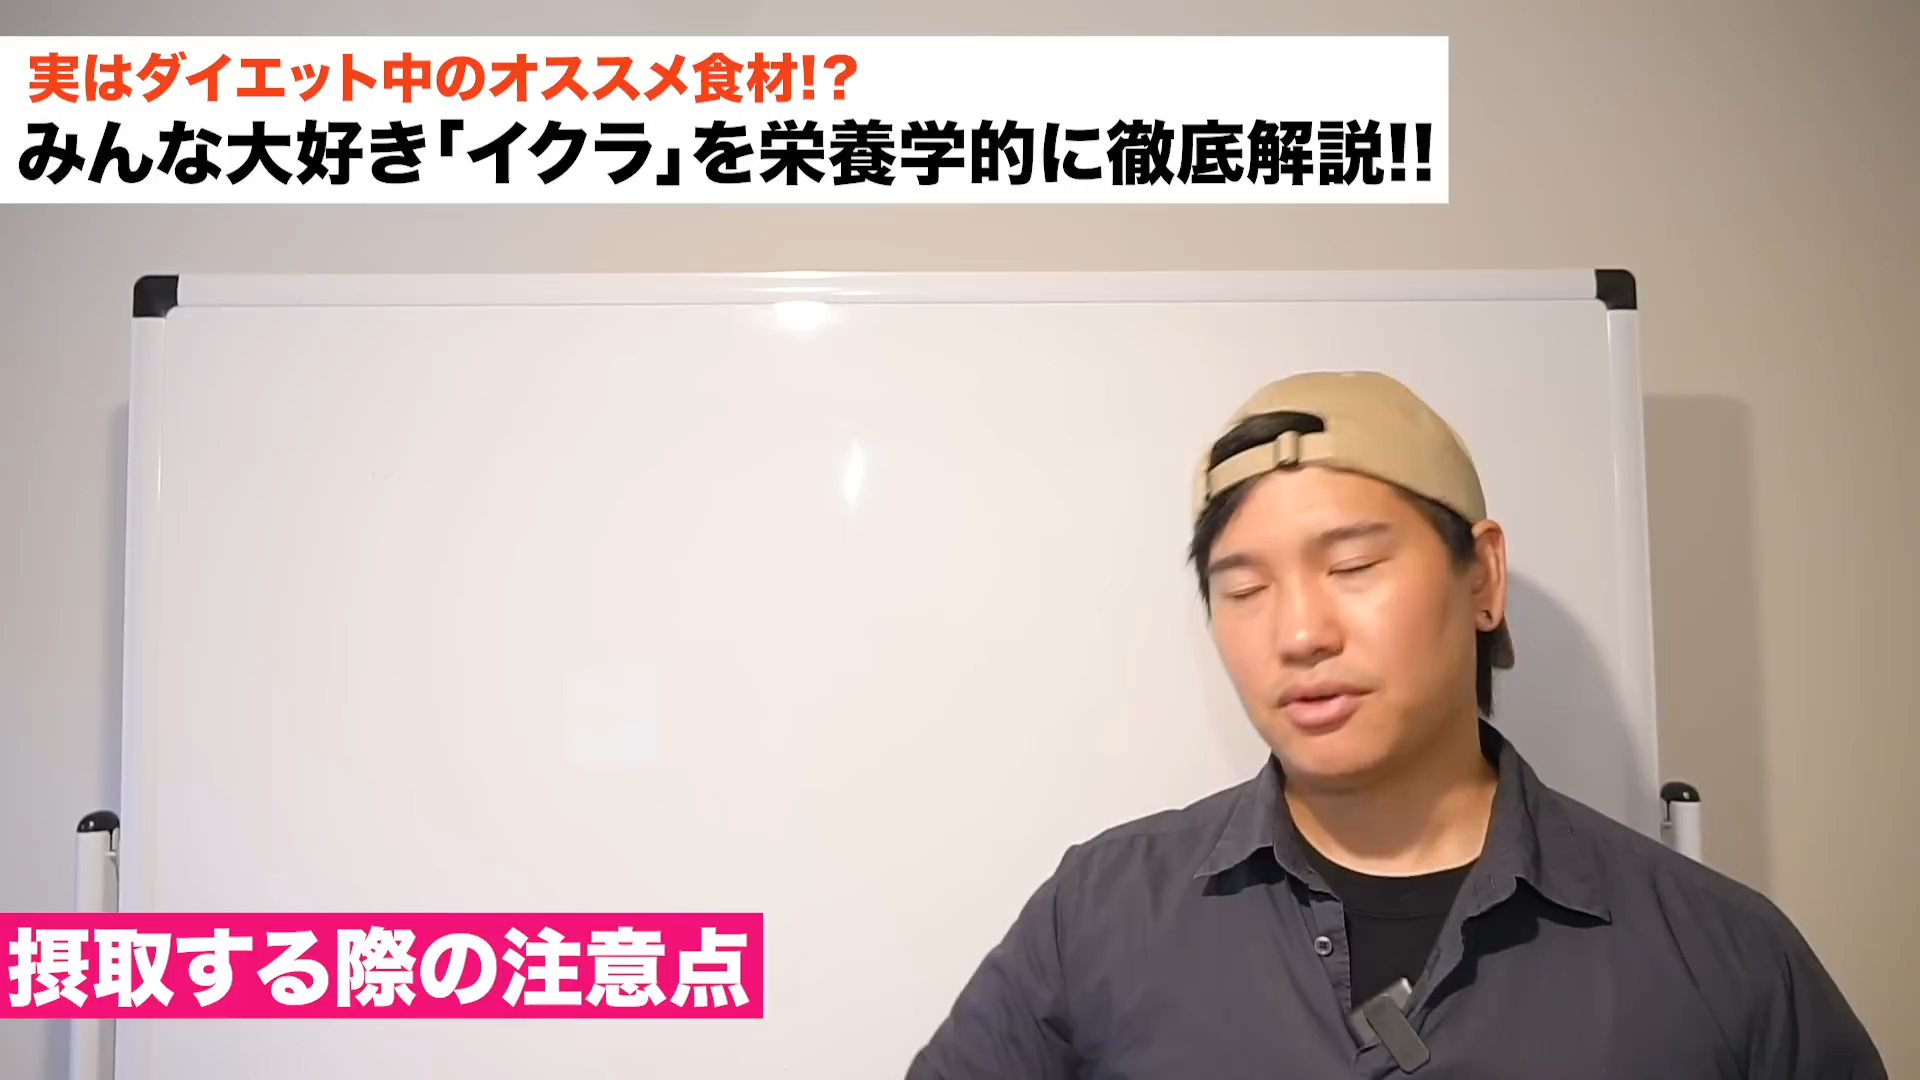 実はダイエット中のオススメ食材!?
みんな大好き「イクラ」を栄養学的に徹底解説!!
摂取する際の注意点